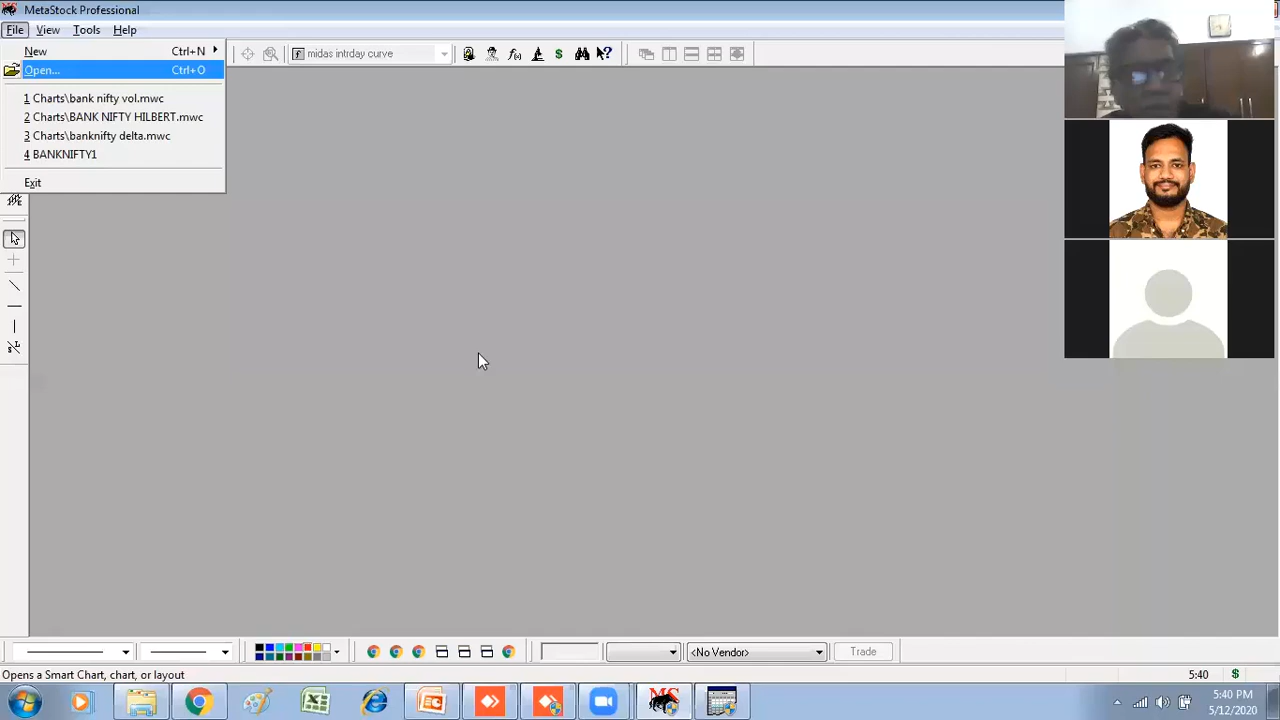 MetaStock Professional
File View Tools Help
New Ctrl+N
midas intrday curve
Open... Ctrl+O
1 Charts\bank nifty vol.mwc
2 Charts\BANK NIFTY HILBERT.mwc
3 Charts\banknifty delta.mwc
4 BANKNIFTY1
Exit
<No Vendor>
Trade
Opens a Smart Chart, chart, or layout
5:40 $
MS
5:40 PM
5/12/2020